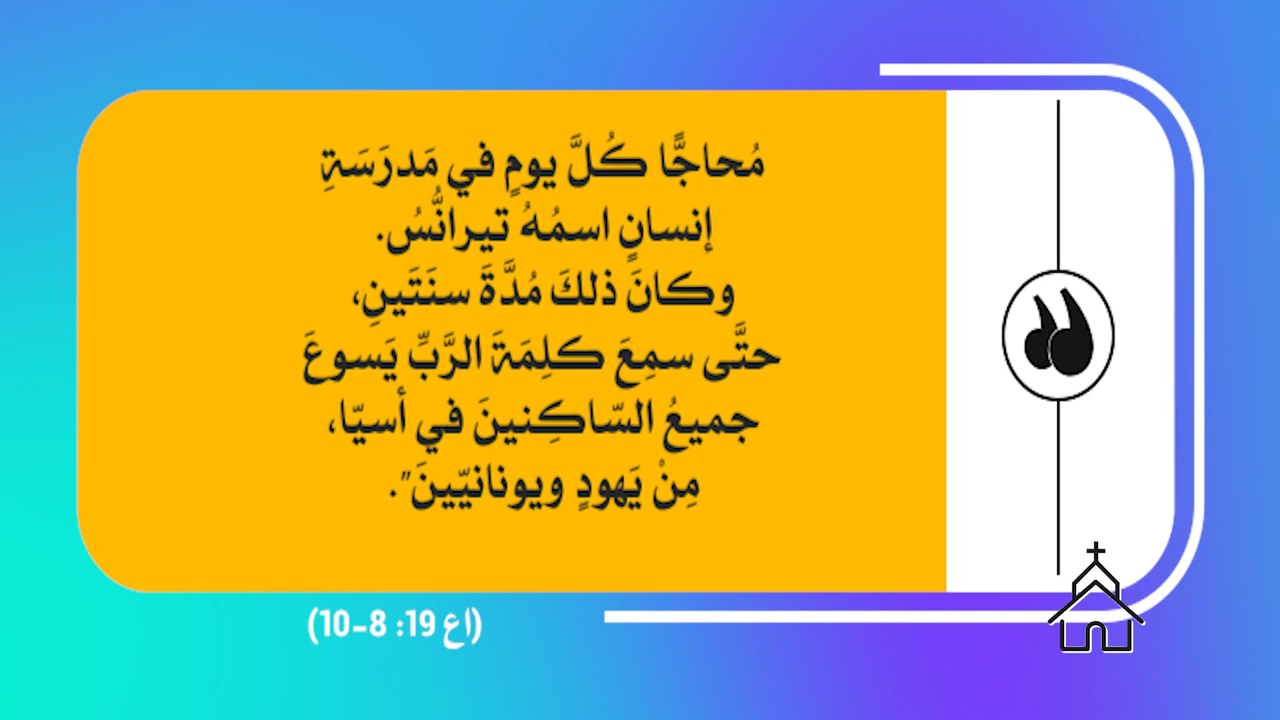 مُحاجًّا كُلَّ يومٍ في مَدرَسَةِ
إنسانٍ اسمُهُ تيرانُّسُ.
وكانَ ذلكَ مُدَّةَ سنَتَينِ،
حتَّى سمِعَ كلِمَةَ الرَّبِّ يَسوعَ
جميعُ السّاكِنينَ في أسيّا،
مِنْ يَهودٍ ويونانيّينَ".
(اع 19: 8-10)